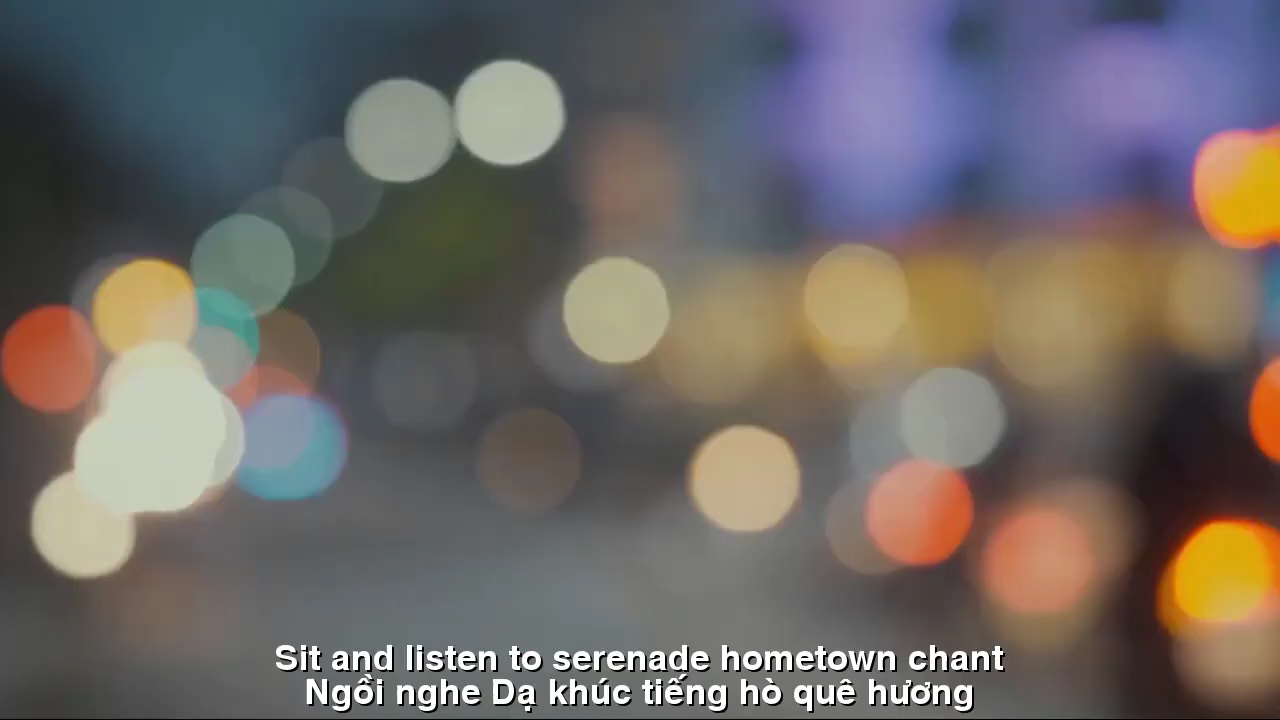 Sit and listen to serenade hometown chant
Ngồi nghe Dạ khúc tiếng hò quê hương